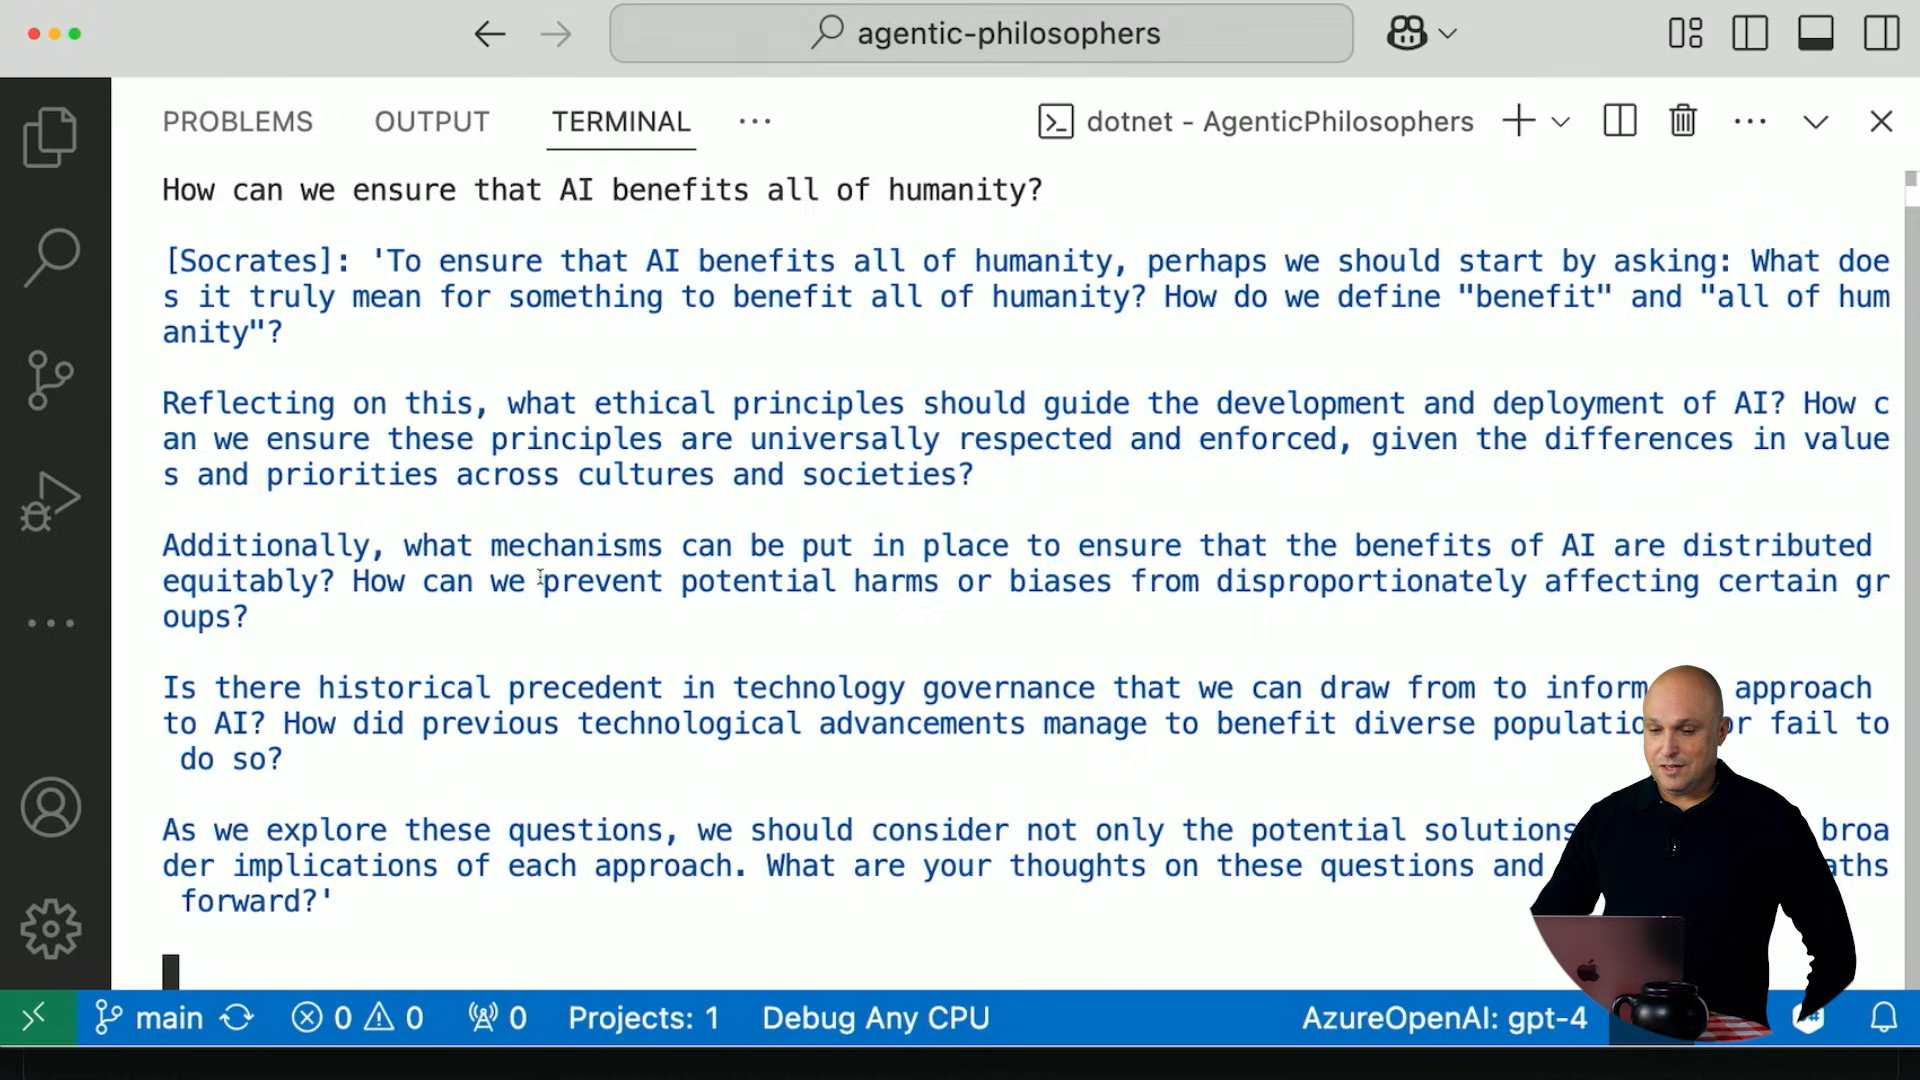 agentic-philosophers
PROBLEMS OUTPUT TERMINAL ... dotnet - AgenticPhilosophers
How can we ensure that AI benefits all of humanity?
[Socrates]: 'To ensure that AI benefits all of humanity, perhaps we should start by asking: What doe
s it truly mean for something to benefit all of humanity? How do we define "benefit" and "all of hum
anity"?
Reflecting on this, what ethical principles should guide the development and deployment of AI? How c
an we ensure these principles are universally respected and enforced, given the differences in value
s and priorities across cultures and societies?
Additionally, what mechanisms can be put in place to ensure that the benefits of AI are distributed
equitably? How can we prevent potential harms or biases from disproportionately affecting certain gr
oups?
Is there historical precedent in technology governance that we can draw from to inform approach
to AI? How did previous technological advancements manage to benefit diverse or fail to
do so?
As we explore these questions, we should consider not only the potential solutions broa
der implications of each approach. What are your thoughts on these questions and
forward?'
main 0 0 0 Projects: 1 Debug Any CPU AzureOpenAI: gpt-4